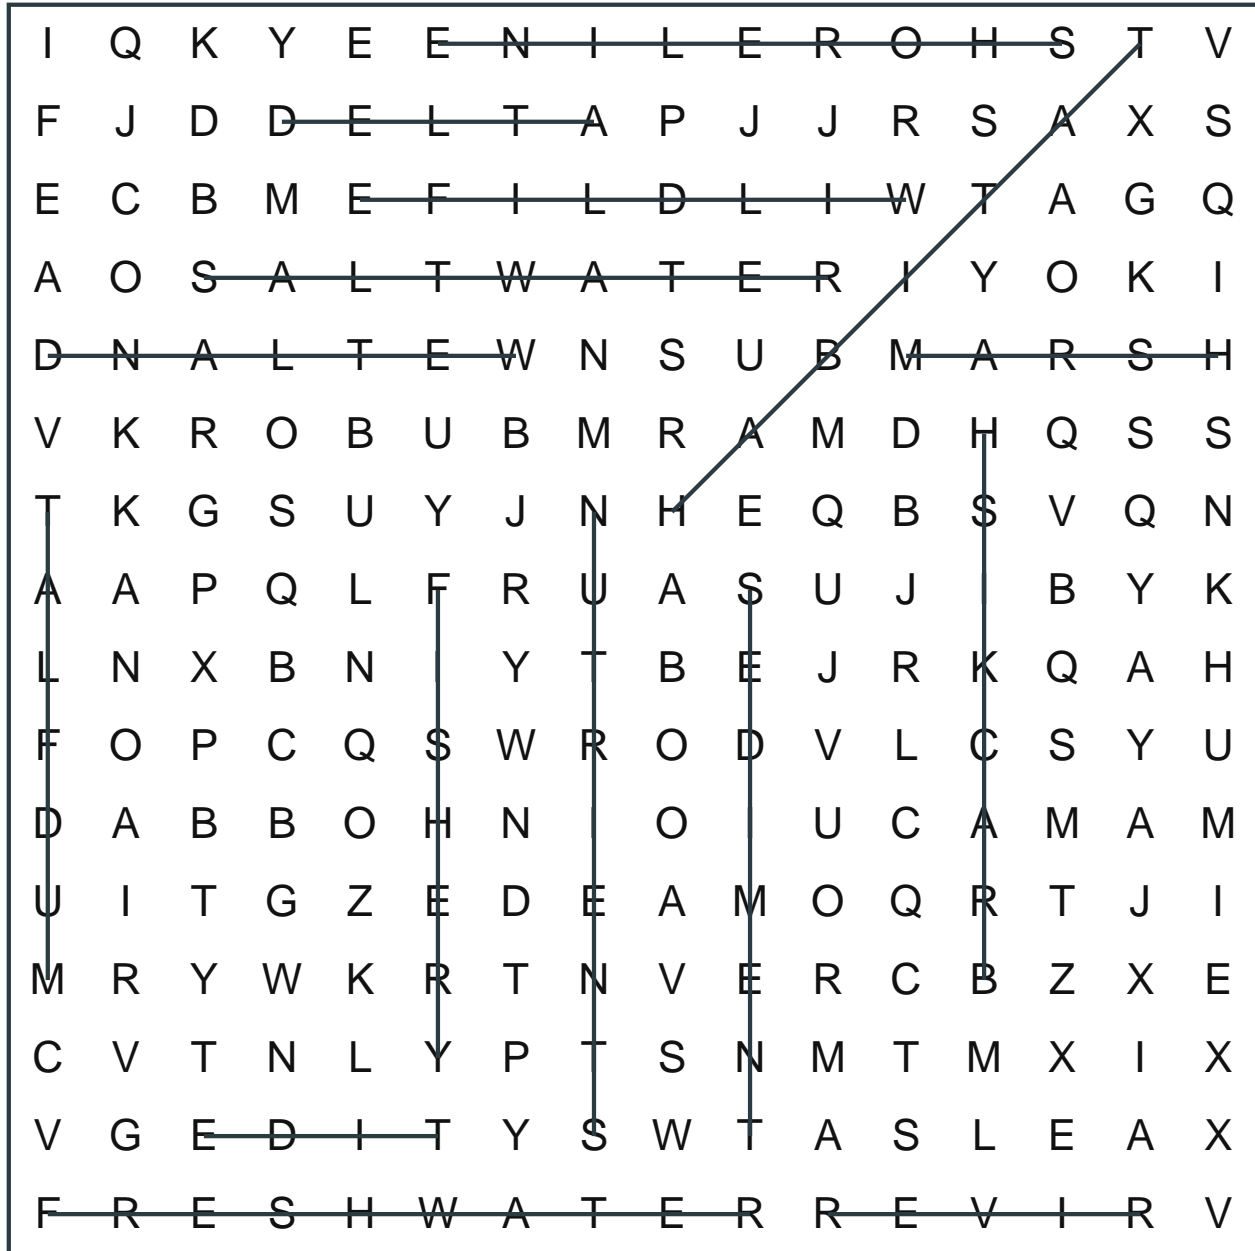 I Q K Y E E N I L E R O H S T V
F J D D E L T A P J J R S A X S
E C B M E F I L D L I W T A G Q
A O S A L T W A T E R I Y O K I
D N A L T E W N S U B M A R S H
V K R O B U B M R A M D H Q S S
T K G S U Y J N H E Q B S V Q N
A A P Q L F R U A S U J I B Y K
L N X B N I Y T B E J R K Q A H
F O P C Q S W R O D V L C S Y U
D A B B O H N I O I U C A M A M
U I T G Z E D E A M O Q R T J I
M R Y W K R T N V E R C B Z X E
C V T N L Y P T S N M T M X I X
V G E D I T Y S W T A S L E A X
F R E S H W A T E R R E V I R V